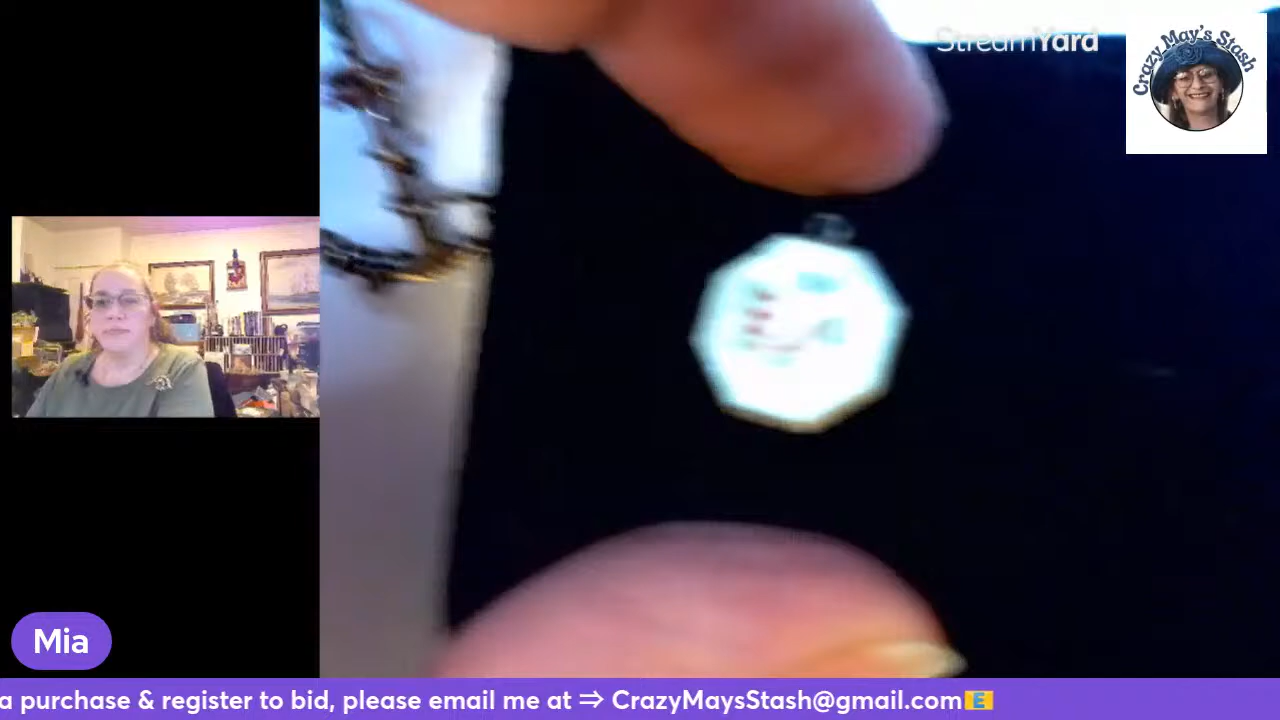 StreamYard
Crazy May's Stash
Mia
a purchase & register to bid, please email me at ⇒ CrazyMaysStash@gmail.com📧